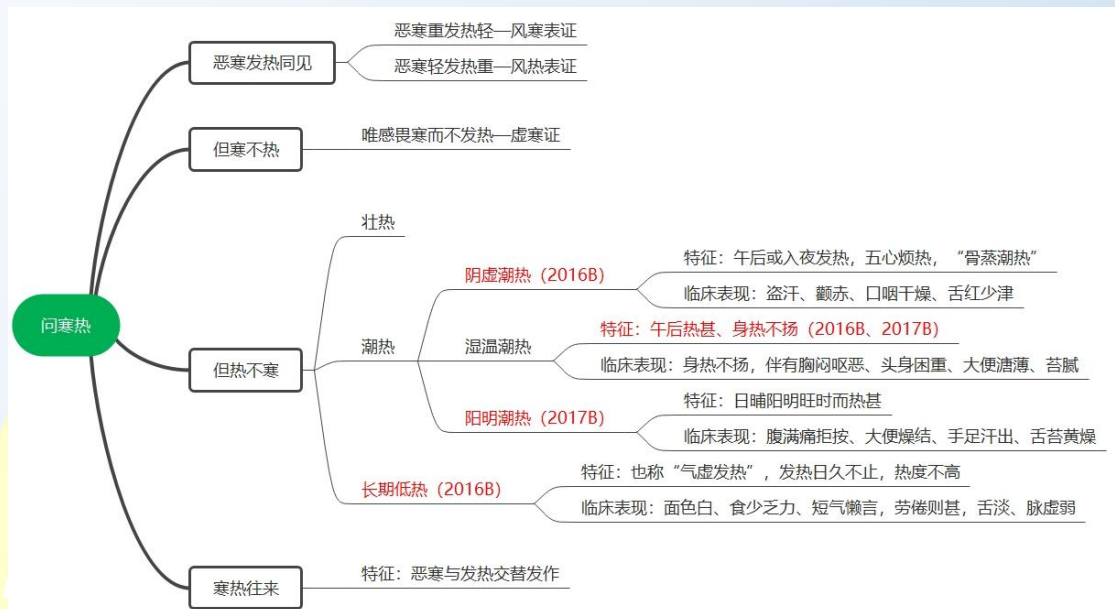 问寒热
恶寒发热同见
恶寒重发热轻—风寒表证
恶寒轻发热重—风热表证
但寒不热
唯感畏寒而不发热—虚寒证
但热不寒
壮热
潮热
阴虚潮热（2016B）
特征：午后或入夜发热，五心烦热，“骨蒸潮热”
临床表现：盗汗、颧赤、口咽干燥、舌红少津
湿温潮热
特征：午后热甚、身热不扬（2016B、2017B）
临床表现：身热不扬，伴有胸闷呕恶、头身困重、大便溏薄、苔腻
阳明潮热（2017B）
特征：日晡阳明旺时而热甚
临床表现：腹满痛拒按、大便燥结、手足汗出、舌苔黄燥
长期低热（2016B）
特征：也称“气虚发热”，发热日久不止，热度不高
临床表现：面色白、食少乏力、短气懒言，劳倦则甚，舌淡、脉虚弱
寒热往来
特征：恶寒与发热交替发作